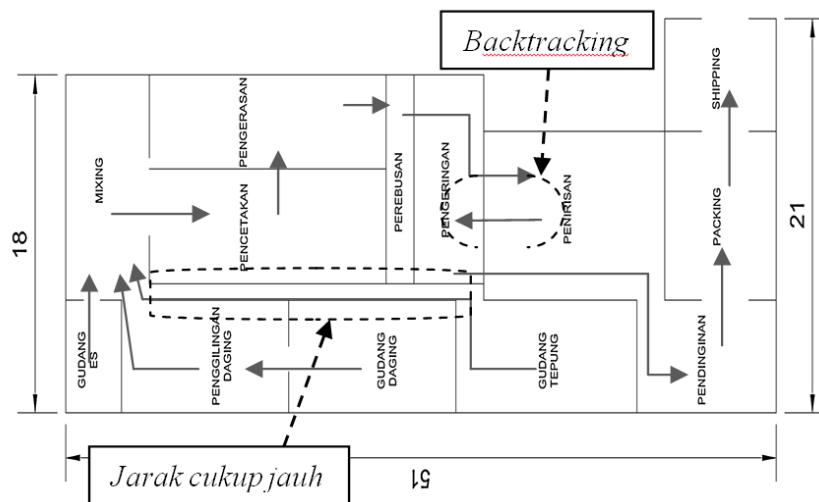 Backtracking
SHIPPING
PENGERASAN
MIXING
PEREBUSAN
PENGERINGAN
PENIRISAN
PENCETAKAN
PACKING
18
21
GUDANG
ES
PENGGILINGAN
DAGING
GUDANG
DAGING
GUDANG
TEPUNG
PENDINGINAN
Jarak cukup jauh
51